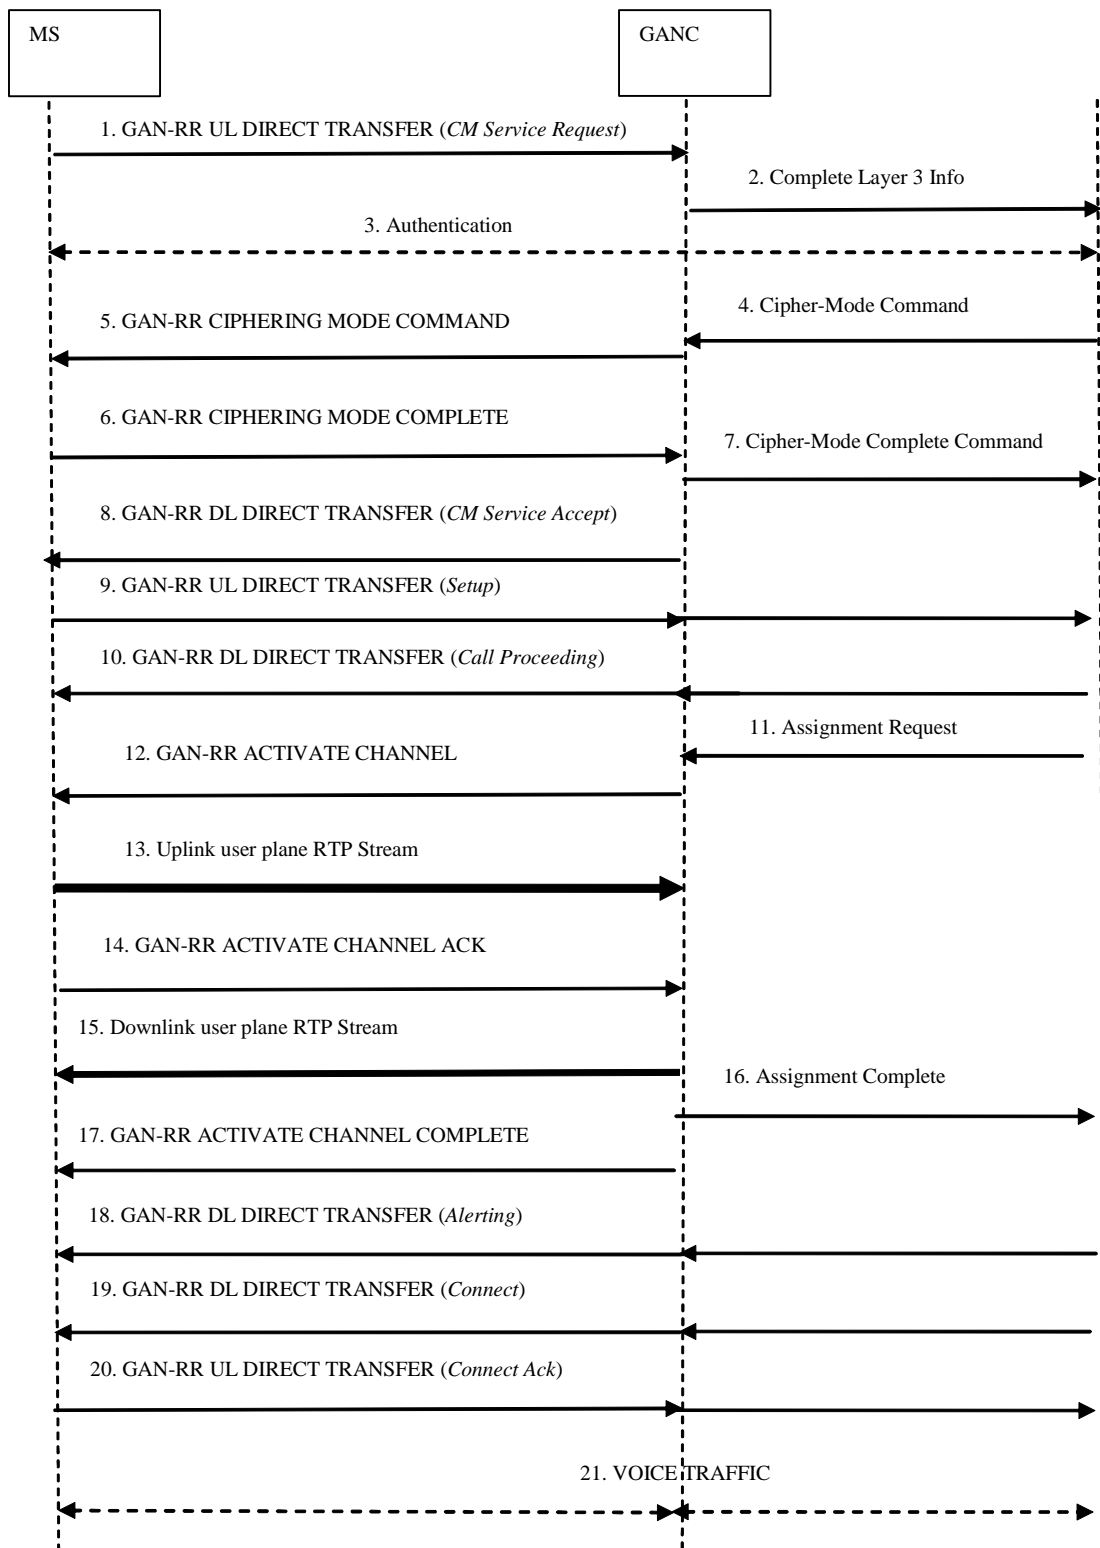 MS
GANC
1. GAN-RR UL DIRECT TRANSFER (CM Service Request)
2. Complete Layer 3 Info
3. Authentication
4. Cipher-Mode Command
5. GAN-RR CIPHERING MODE COMMAND
6. GAN-RR CIPHERING MODE COMPLETE
7. Cipher-Mode Complete Command
8. GAN-RR DL DIRECT TRANSFER (CM Service Accept)
9. GAN-RR UL DIRECT TRANSFER (Setup)
10. GAN-RR DL DIRECT TRANSFER (Call Proceeding)
11. Assignment Request
12. GAN-RR ACTIVATE CHANNEL
13. Uplink user plane RTP Stream
14. GAN-RR ACTIVATE CHANNEL ACK
15. Downlink user plane RTP Stream
16. Assignment Complete
17. GAN-RR ACTIVATE CHANNEL COMPLETE
18. GAN-RR DL DIRECT TRANSFER (Alerting)
19. GAN-RR DL DIRECT TRANSFER (Connect)
20. GAN-RR UL DIRECT TRANSFER (Connect Ack)
21. VOICE TRAFFIC